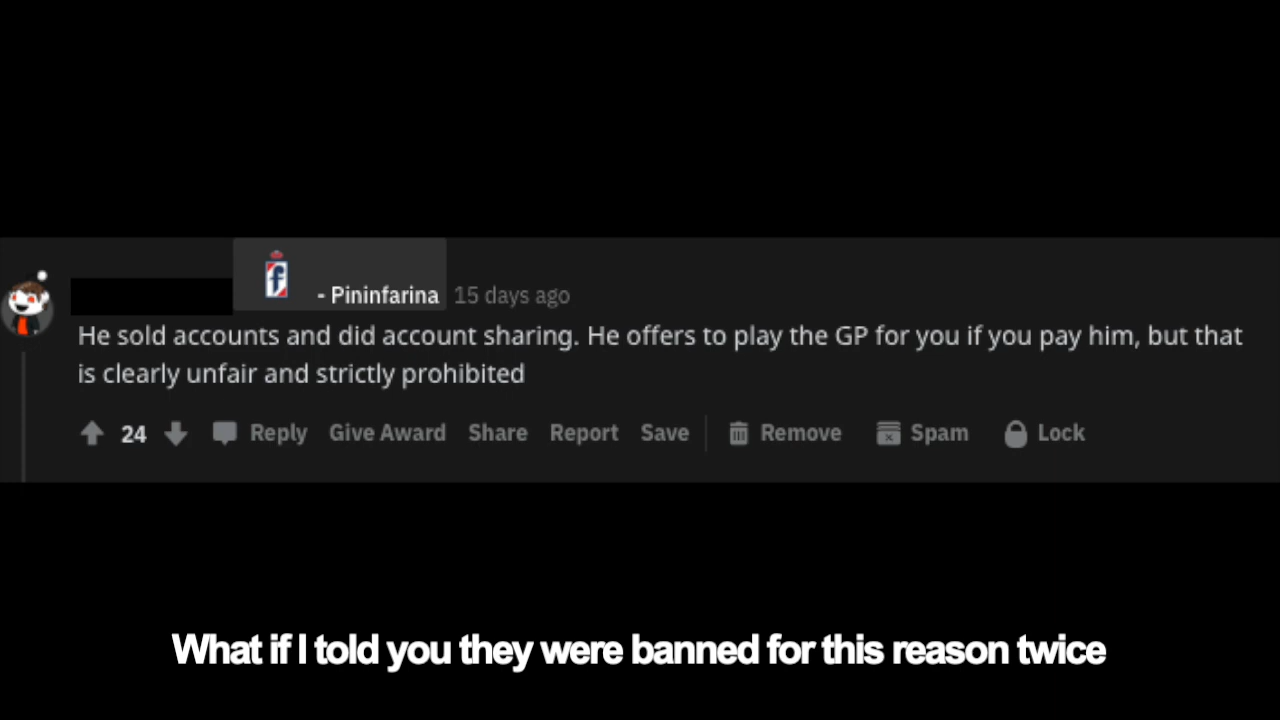 - Pininfarina 15 days ago
He sold accounts and did account sharing. He offers to play the GP for you if you pay him, but that
is clearly unfair and strictly prohibited
24 Reply Give Award Share Report Save Remove Spam Lock
What if I told you they were banned for this reason twice